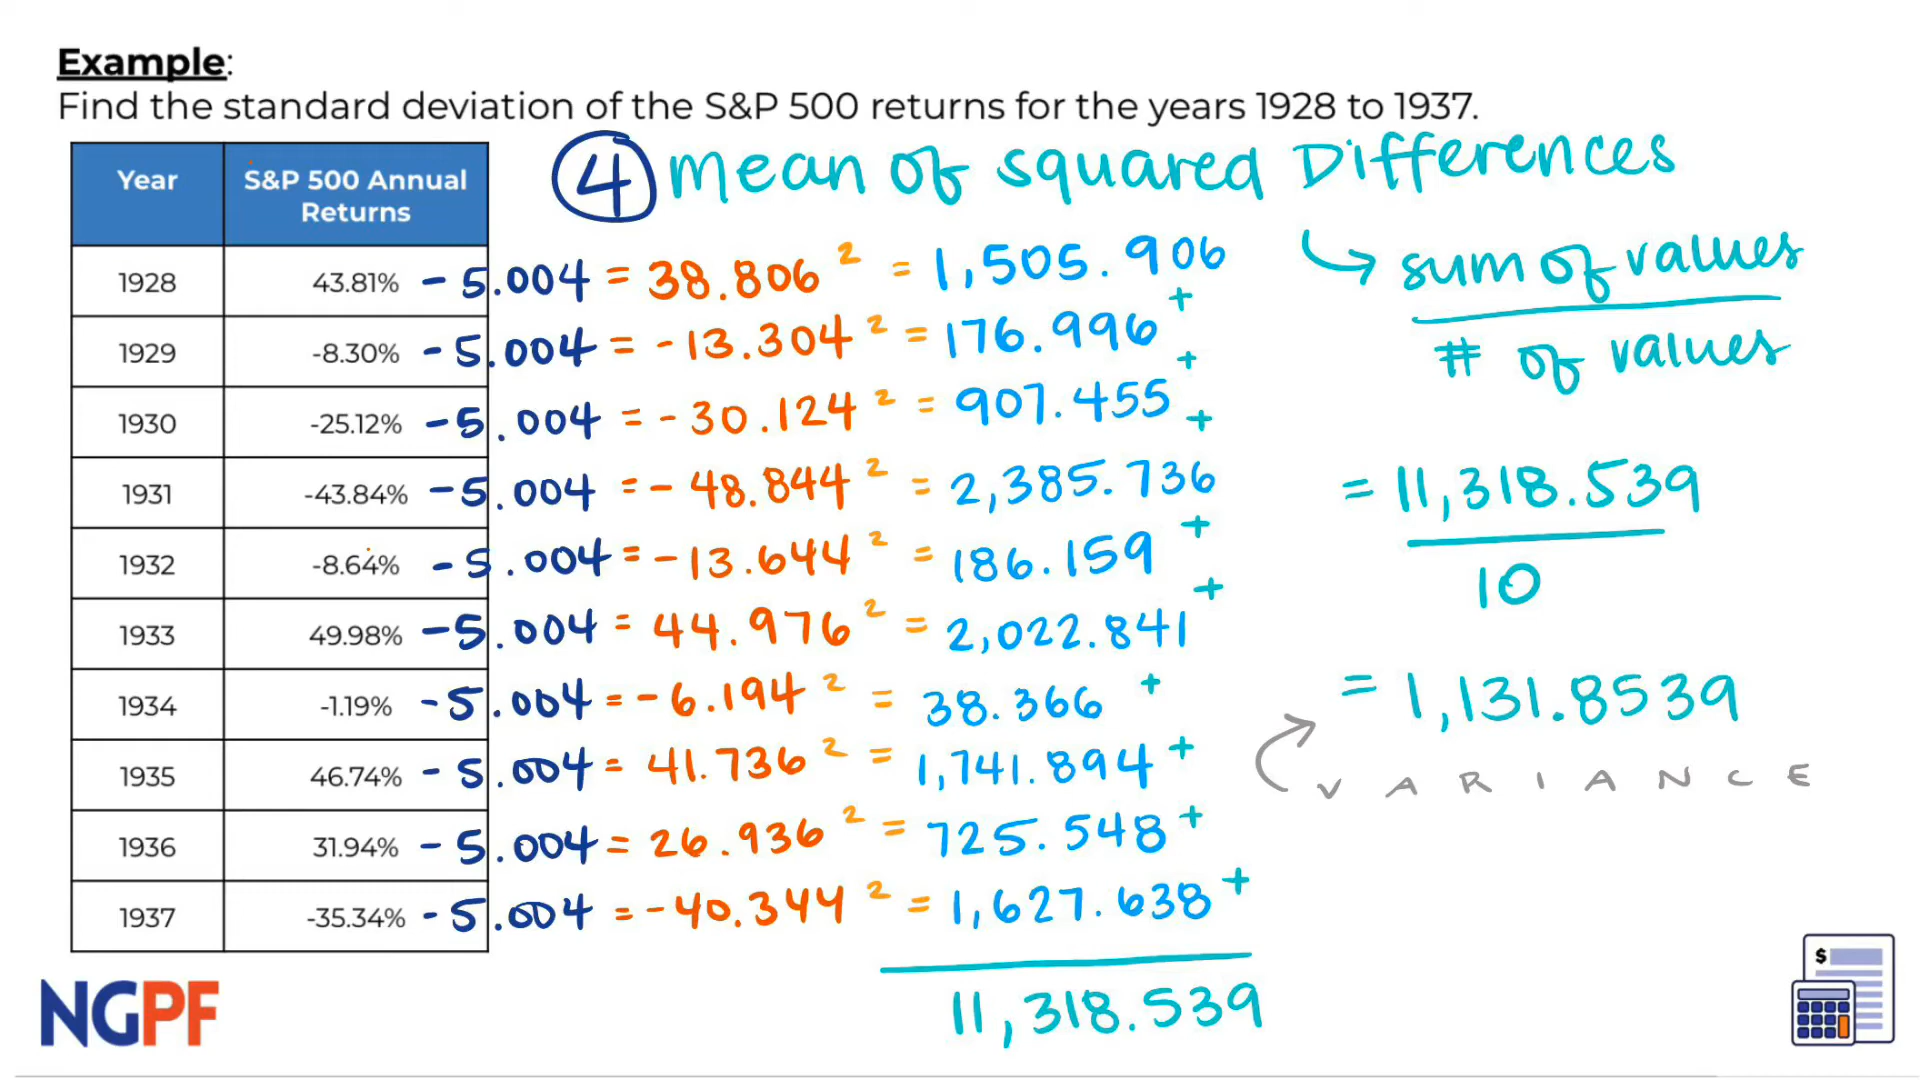 Example:
Find the standard deviation of the S&P 500 returns for the years 1928 to 1937.
④ Mean of squared Differences
Year S&P 500 Annual Returns
1928 43.81% - 5.004 = 38.806² = 1,505.906
1929 -8.30% - 5.004 = -13.304² = 176.996 +
1930 -25.12% - 5.004 = -30.124² = 907.455 +
1931 -43.84% - 5.004 = -48.844² = 2,385.736 +
1932 -8.64% - 5.004 = -13.644² = 186.159 +
1933 49.98% - 5.004 = 44.976² = 2,022.841 +
1934 -1.19% - 5.004 = -6.194² = 38.366 +
1935 46.74% - 5.004 = 41.736² = 1,741.894 +
1936 31.94% - 5.004 = 26.936² = 725.548 +
1937 -35.34% - 5.004 = -40.344² = 1,627.638 +
11,318.539
sum of values
# of values
= 11,318.539
10
= 1,131.8539
VARIANCE
NGPF
$